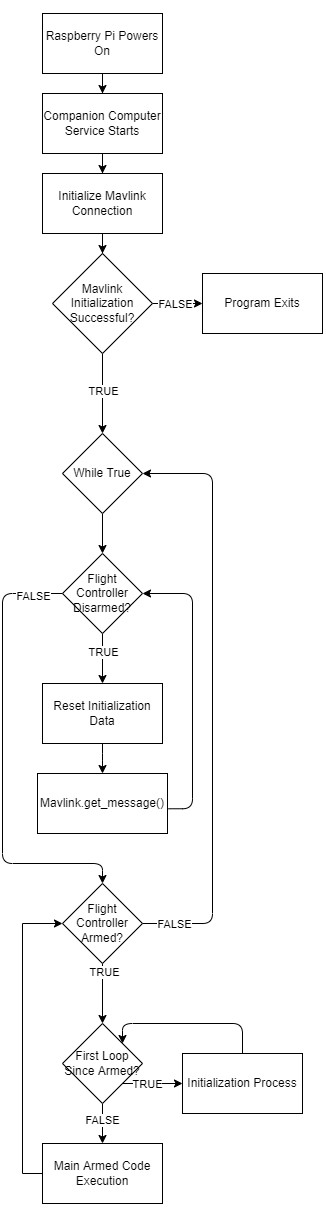 Raspberry Pi Powers
On
Companion Computer
Service Starts
Initialize Mavlink
Connection
Mavlink
Initialization
Successful?
FALSE
Program Exits
TRUE
While True
Flight
Controller
Disarmed?
FALSE
TRUE
Reset Initialization
Data
Mavlink.get_message()
Flight
Controller
Armed?
FALSE
TRUE
First Loop
Since Armed?
TRUE
Initialization Process
FALSE
Main Armed Code
Execution